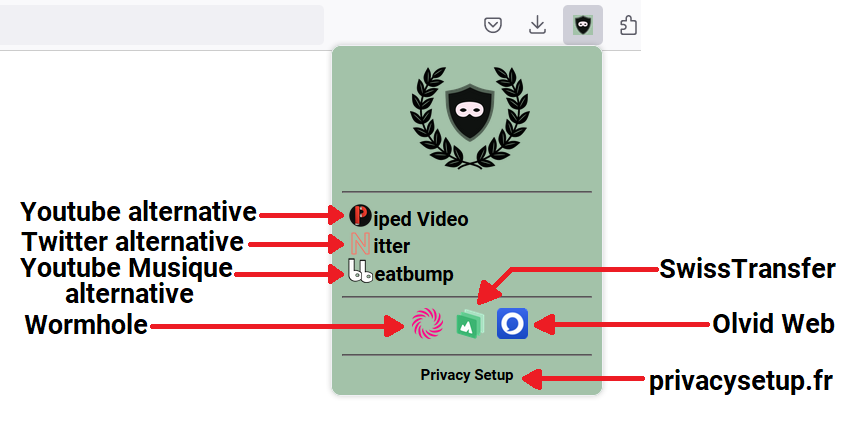 Youtube alternative
Piped Video
Twitter alternative
Nitter
Youtube Musique
alternative
beatbump
SwissTransfer
Wormhole
Olvid Web
Privacy Setup
privacysetup.fr